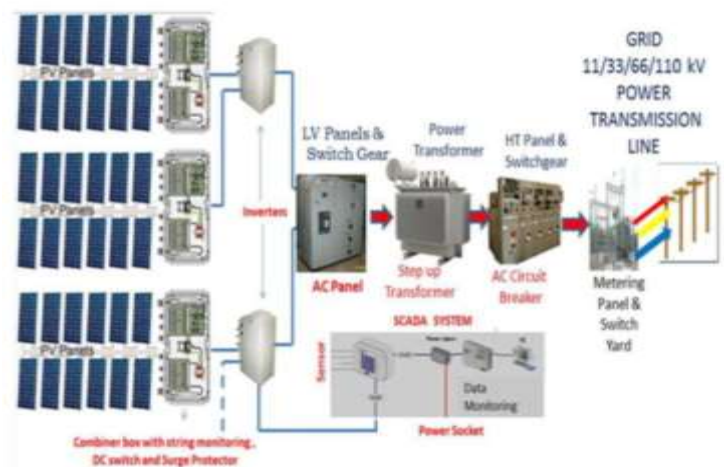 PV Panels
PV Panels
PV Panels
Inverters
LV Panels &
Switch Gear
AC Panel
Power
Transformer
Step up
Transformer
HT Panel &
Switchgear
AC Circuit
Breaker
GRID
11/33/66/110 kV
POWER
TRANSMISSION
LINE
Metering
Panel &
Switch
Yard
SCADA SYSTEM
Sensor
Data
Monitoring
Power Socket
Combiner box with string monitoring,
DC switch and Surge Protector